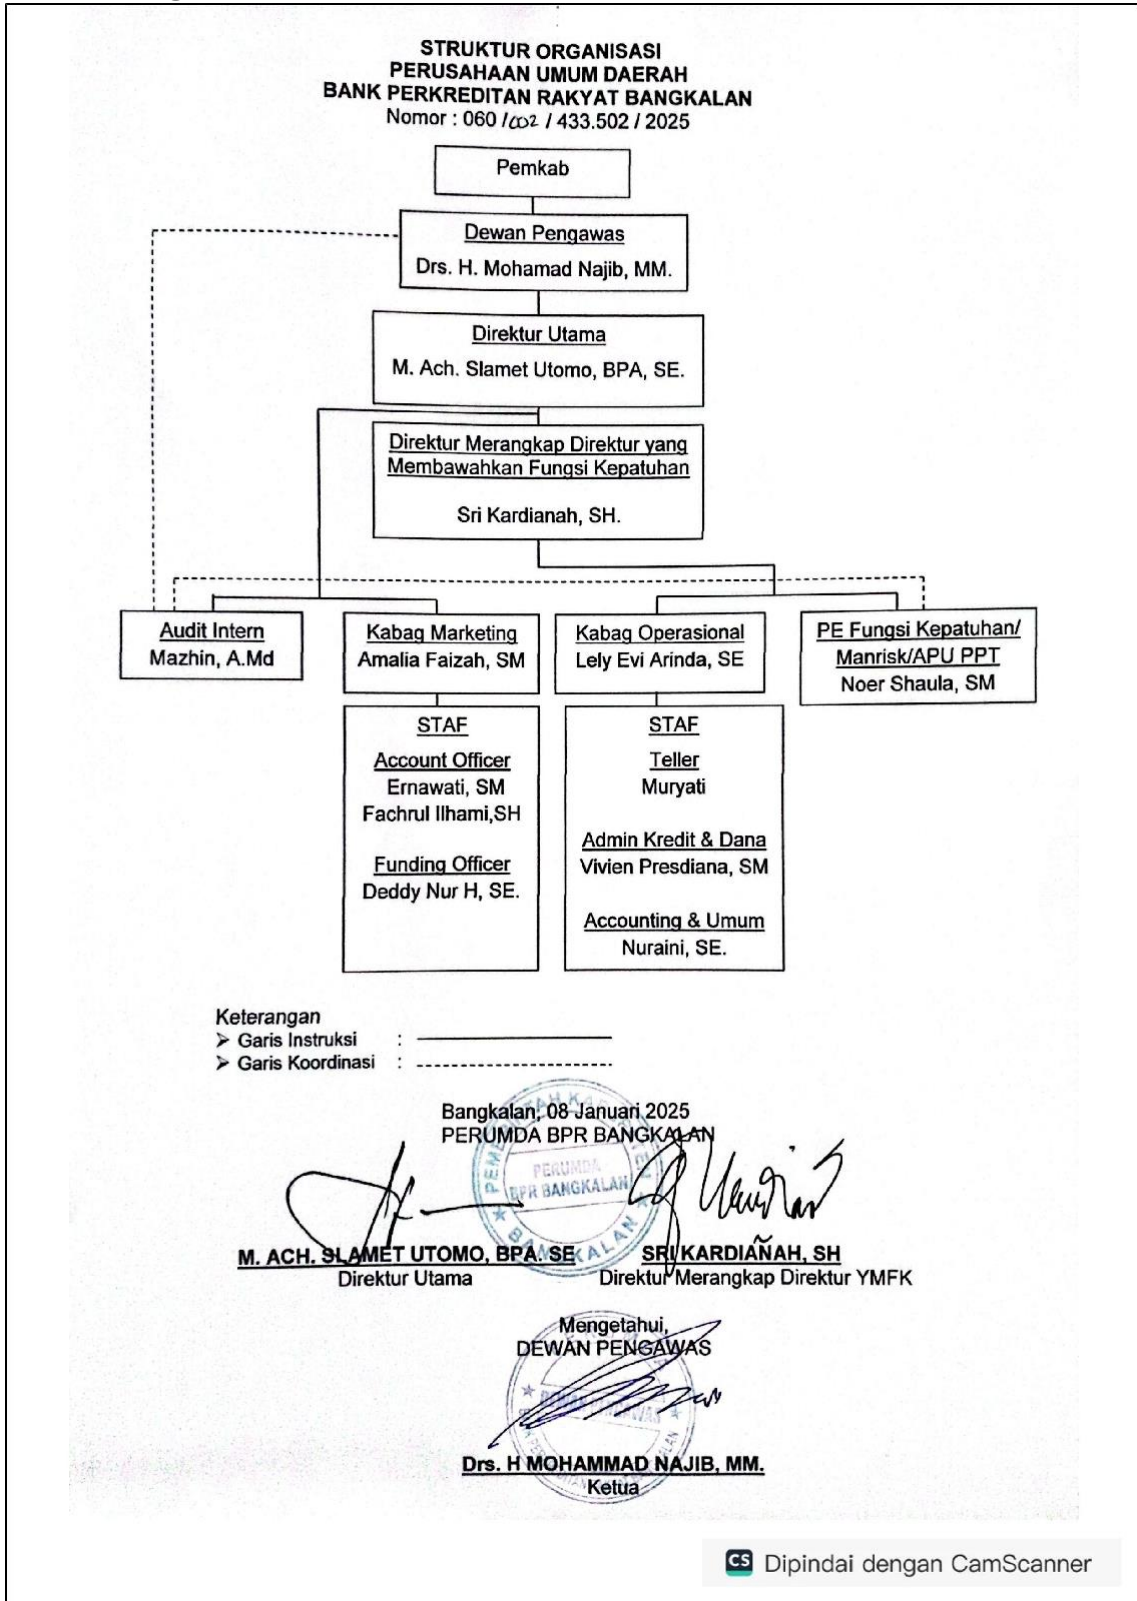 STRUKTUR ORGANISASI
PERUSAHAAN UMUM DAERAH
BANK PERKREDITAN RAKYAT BANGKALAN
Nomor : 060 / 002 / 433.502 / 2025
Pemkab
Dewan Pengawas
Drs. H. Mohamad Najib, MM.
Direktur Utama
M. Ach. Slamet Utomo, BPA, SE.
Direktur Merangkap Direktur yang
Membawahkan Fungsi Kepatuhan
Sri Kardianah, SH.
Audit Intern
Mazhin, A.Md
Kabag Marketing
Amalia Faizah, SM
Kabag Operasional
Lely Evi Arinda, SE
PE Fungsi Kepatuhan/
Manrisk/APU PPT
Noer Shaula, SM
STAF
Account Officer
Ernawati, SM
Fachrul Ilhami,SH
Funding Officer
Deddy Nur H, SE.
STAF
Teller
Muryati
Admin Kredit & Dana
Vivien Presdiana, SM
Accounting & Umum
Nuraini, SE.
Keterangan
➢ Garis Instruksi :
➢ Garis Koordinasi :
Bangkalan, 08 Januari 2025
PERUMDA BPR BANGKALAN
PEMERINTAH KABUPATEN
PERUMDA
BPR BANGKALAN
BANGKALAN
M. ACH. SLAMET UTOMO, BPA. SE
Direktur Utama
SRI KARDIANAH, SH
Direktur Merangkap Direktur YMFK
Mengetahui,
DEWAN PENGAWAS
DEWAN PENGAWAS
Drs. H MOHAMMAD NAJIB, MM.
Ketua
CS Dipindai dengan CamScanner